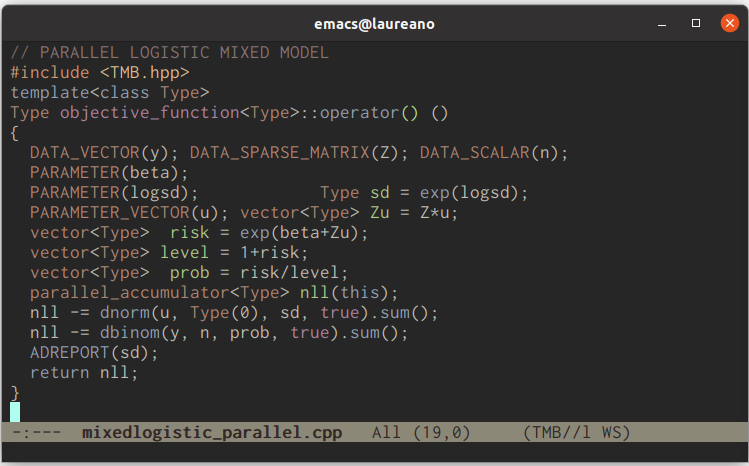 emacs@laureano
// PARALLEL LOGISTIC MIXED MODEL
#include <TMB.hpp>
template<class Type>
Type objective_function<Type>::operator() ()
{
  DATA_VECTOR(y); DATA_SPARSE_MATRIX(Z); DATA_SCALAR(n);
  PARAMETER(beta);
  PARAMETER(logsd);            Type sd = exp(logsd);
  PARAMETER_VECTOR(u); vector<Type> Zu = Z*u;
  vector<Type>  risk = exp(beta+Zu);
  vector<Type> level = 1+risk;
  vector<Type>  prob = risk/level;
  parallel_accumulator<Type> nll(this);
  nll -= dnorm(u, Type(0), sd, true).sum();
  nll -= dbinom(y, n, prob, true).sum();
  ADREPORT(sd);
  return nll;
}
-:---  mixedlogistic_parallel.cpp   All (19,0)     (TMB//l WS)